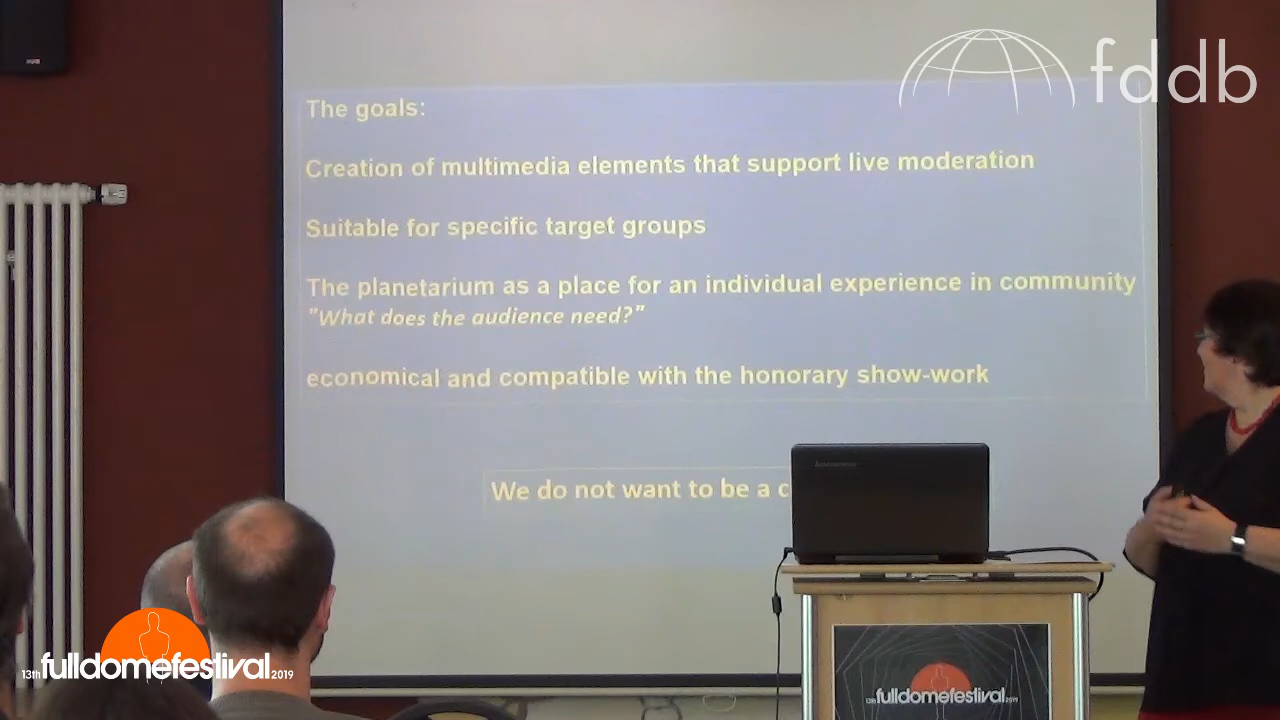 fddb
The goals:
Creation of multimedia elements that support live moderation
Suitable for specific target groups
The planetarium as a place for an individual experience in community
"What does the audience need?"
economical and compatible with the honorary show-work
We do not want to be a c
13th fulldomefestival 2019
13th fulldomefestival 2019